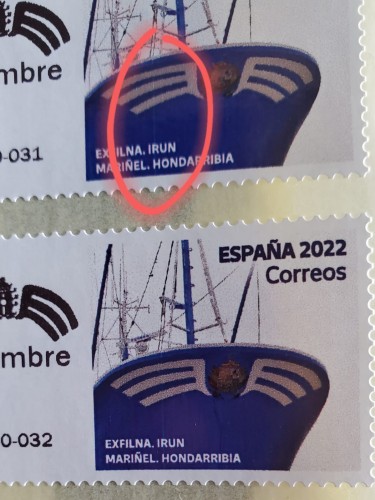 mbre
0-031
EXFILNA. IRUN
MARIÑEL. HONDARRIBIA
ESPAÑA 2022
Correos
mbre
0-032
EXFILNA. IRUN
MARIÑEL. HONDARRIBIA